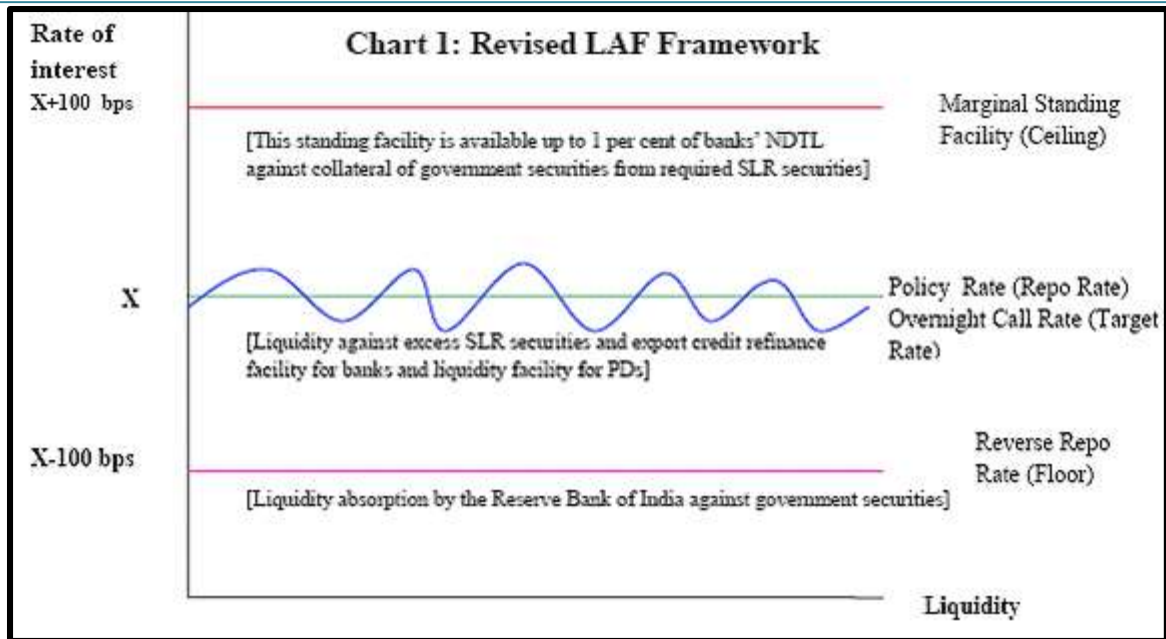 Rate of
interest
Chart 1: Revised LAF Framework
X+100 bps
Marginal Standing
Facility (Ceiling)
[This standing facility is available up to 1 per cent of banks' NDTL
against collateral of government securities from required SLR securities]
X
Policy Rate (Repo Rate)
Overnight Call Rate (Target
Rate)
[Liquidity against excess SLR securities and export credit refinance
facility for banks and liquidity facility for PDs]
X-100 bps
Reverse Repo
Rate (Floor)
[Liquidity absorption by the Reserve Bank of India against government securities]
Liquidity